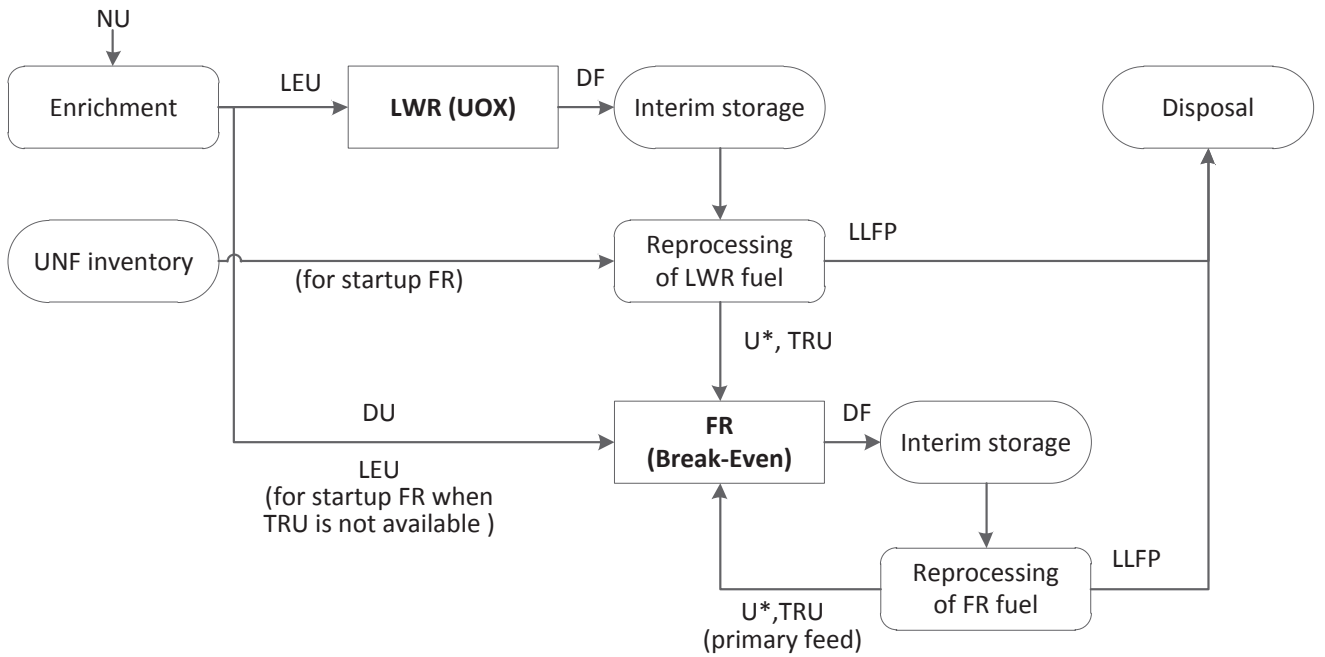 NU
Enrichment
LEU
LWR (UOX)
DF
Interim storage
Disposal
UNF inventory
(for startup FR)
Reprocessing
of LWR fuel
LLFP
U*, TRU
DU
LEU
(for startup FR when
TRU is not available )
FR
(Break-Even)
DF
Interim storage
Reprocessing
of FR fuel
LLFP
U*,TRU
(primary feed)